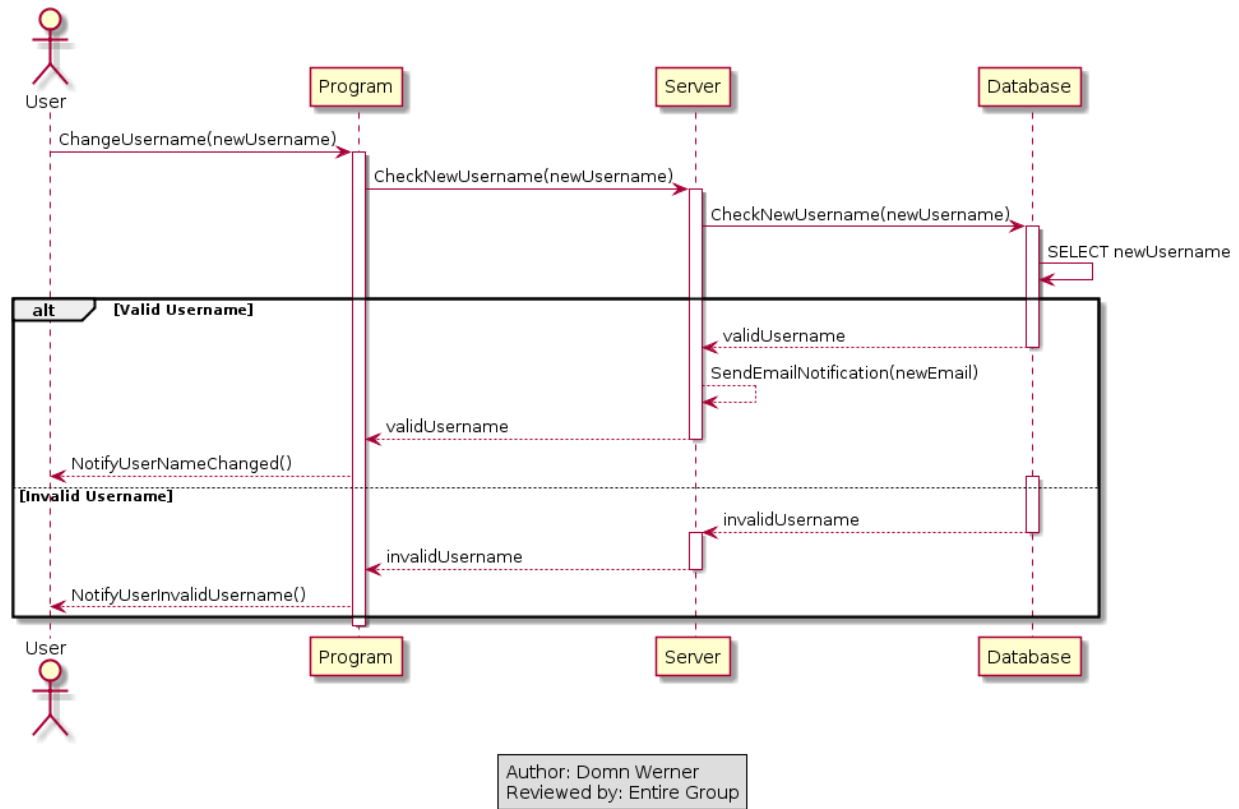 User
Program
Server
Database
ChangeUsername(newUsername)
CheckNewUsername(newUsername)
CheckNewUsername(newUsername)
SELECT newUsername
alt [Valid Username]
validUsername
SendEmailNotification(newEmail)
validUsername
NotifyUserNameChanged()
[Invalid Username]
invalidUsername
invalidUsername
NotifyUserInvalidUsername()
User
Program
Server
Database
Author: Domn Werner
Reviewed by: Entire Group